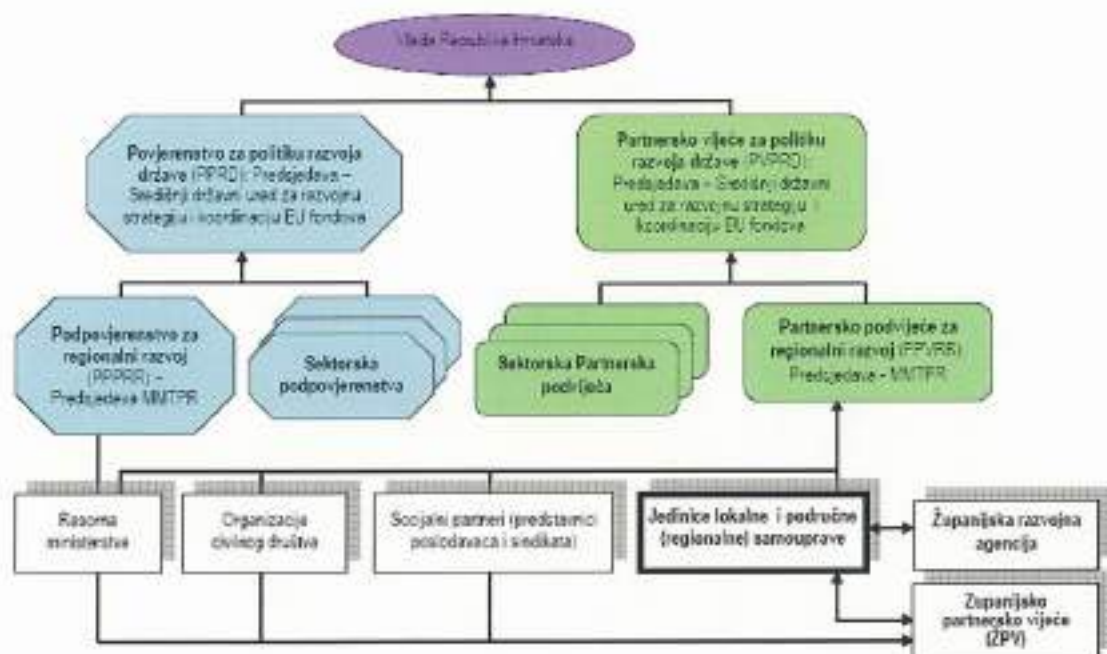 Vlada Republike Hrvatske
Povjerenstvo za politiku razvoja
države (PPRD); Predsjedava –
Središnji državni ured za razvojnu
strategiju i koordinaciju EU fondova
Partnersko vijeće za politiku
razvoja države (PVPRD);
Predsjedava – Središnji državni
ured za razvojnu strategiju i
koordinaciju EU fondova
Podpovjerenstvo za
regionalni razvoj
(PPPRR) –
Predsjedava MMTPR
Sektorska
podpovjerenstva
Sektorska Partnerska
podvijeća
Partnersko podvijeće za
regionalni razvoj (PPVRR)
Predsjedava – MMTPR
Resorna
ministarstva
Organizacije
civilnog društva
Socijalni partneri (predstavnici
poslodavaca i sindikata)
Jedinice lokalne i područne
(regionalne) samouprave
Županijska razvojna
agencija
Županijsko
partnersko vijeće
(ŽPV)